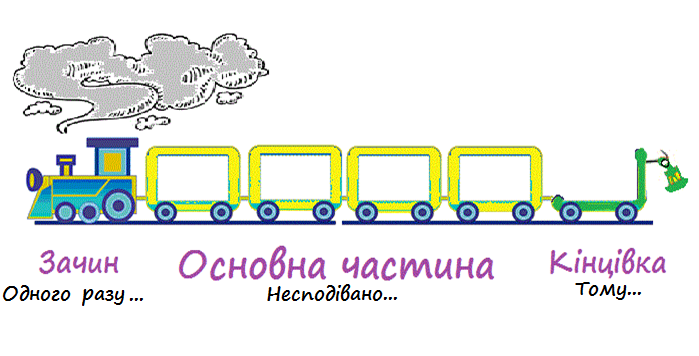 Зачин Основна частина Кінцівка
Одного разу... Несподівано... Тому...